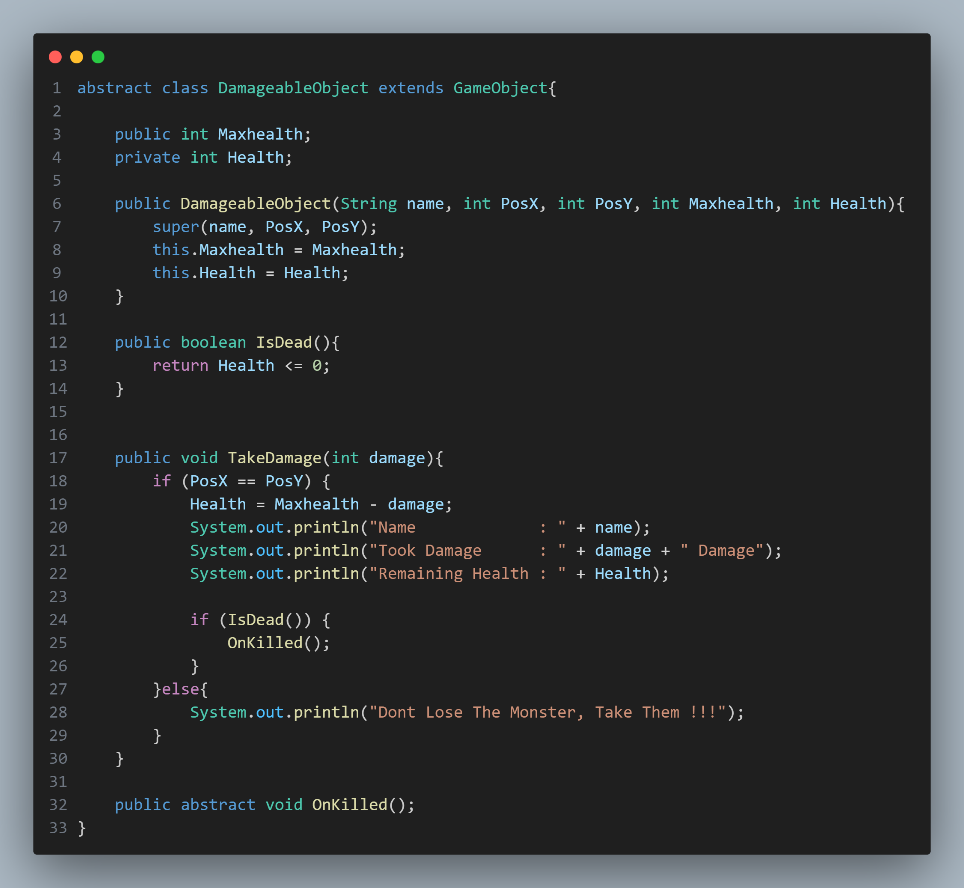 1 abstract class DamageableObject extends GameObject{
2
3     public int Maxhealth;
4     private int Health;
5
6     public DamageableObject(String name, int PosX, int PosY, int Maxhealth, int Health){
7         super(name, PosX, PosY);
8         this.Maxhealth = Maxhealth;
9         this.Health = Health;
10     }
11
12     public boolean IsDead(){
13         return Health <= 0;
14     }
15
16
17     public void TakeDamage(int damage){
18         if (PosX == PosY) {
19             Health = Maxhealth - damage;
20             System.out.println("Name             : " + name);
21             System.out.println("Took Damage      : " + damage + " Damage");
22             System.out.println("Remaining Health : " + Health);
23
24             if (IsDead()) {
25                 OnKilled();
26             }
27         }else{
28             System.out.println("Dont Lose The Monster, Take Them !!!");
29         }
30     }
31
32     public abstract void OnKilled();
33 }